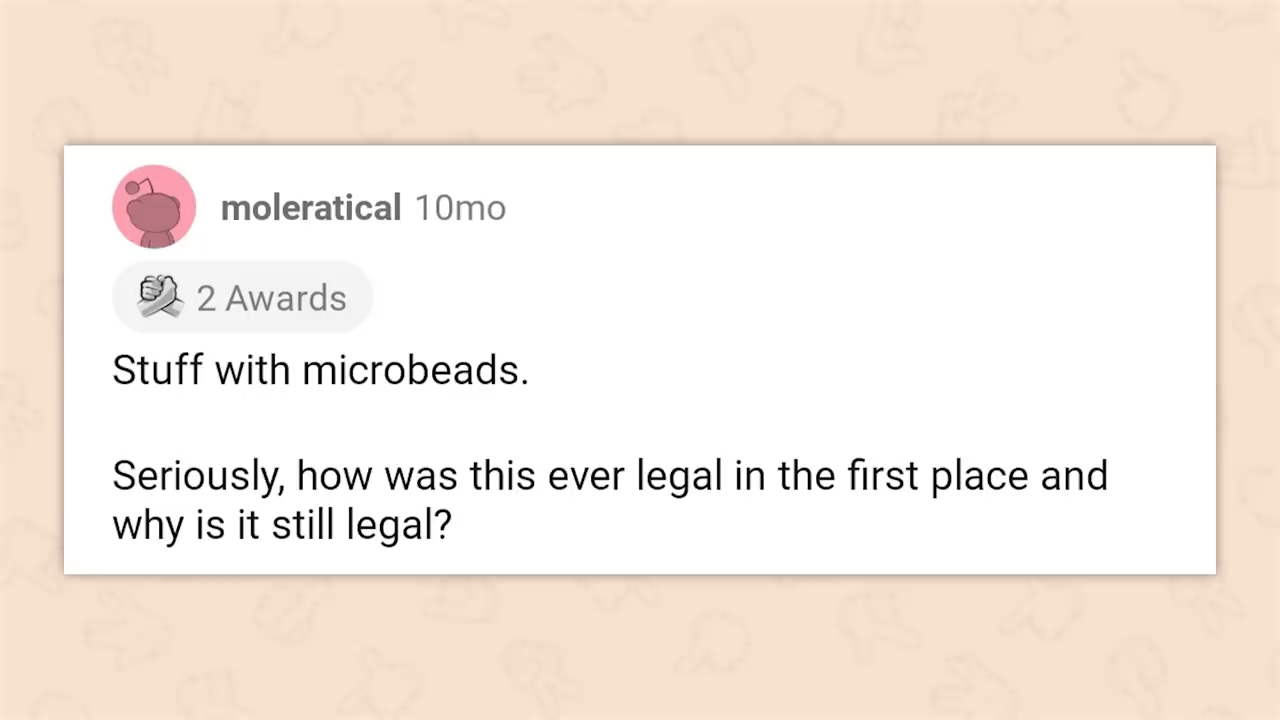 moleratical 10mo
2 Awards
Stuff with microbeads.
Seriously, how was this ever legal in the first place and
why is it still legal?